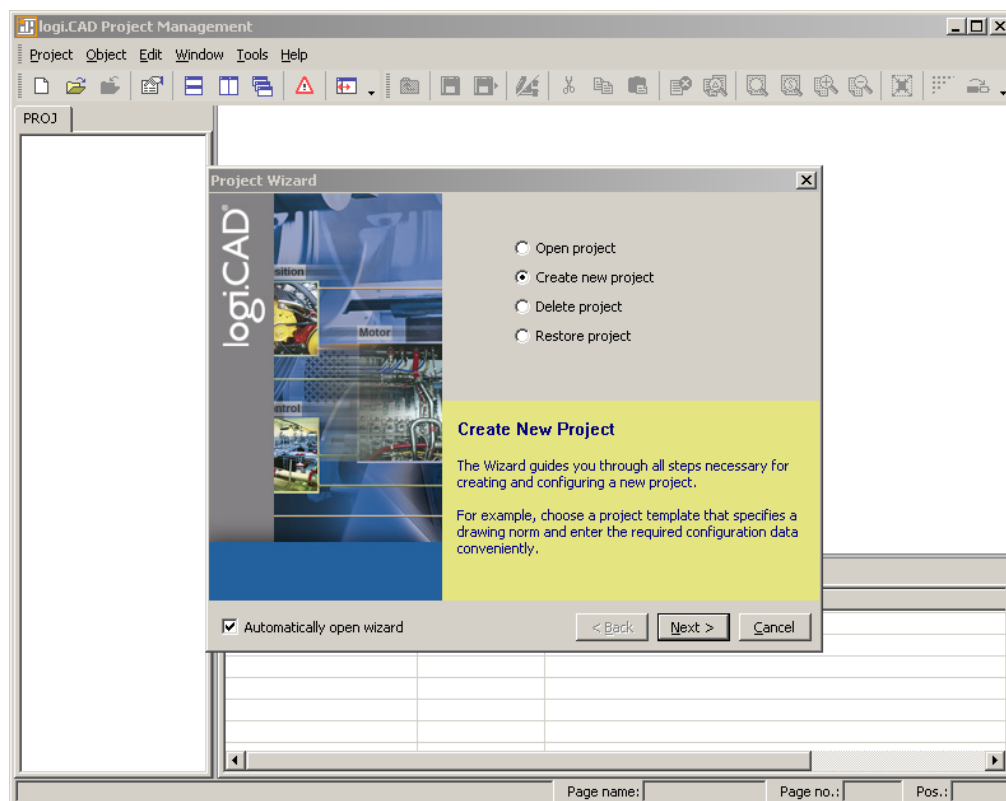 logi.CAD Project Management
Project Object Edit Window Tools Help
PROJ
Project Wizard
logi.CAD
Open project
Create new project
sition
Delete project
Motor
Restore project
ntrol
Create New Project
The Wizard guides you through all steps necessary for
creating and configuring a new project.
For example, choose a project template that specifies a
drawing norm and enter the required configuration data
conveniently.
Automatically open wizard
< Back Next > Cancel
Page name: Page no.: Pos.: